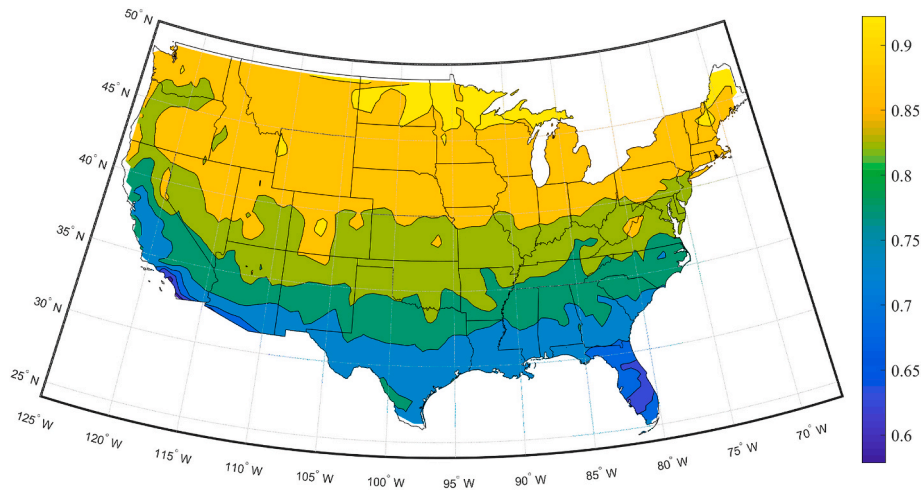 50° N
45° N
40° N
35° N
30° N
25° N
125° W
120° W
115° W
110° W
105° W
100° W
95° W
90° W
85° W
80° W
75° W
70° W
0.9
0.85
0.8
0.75
0.7
0.65
0.6